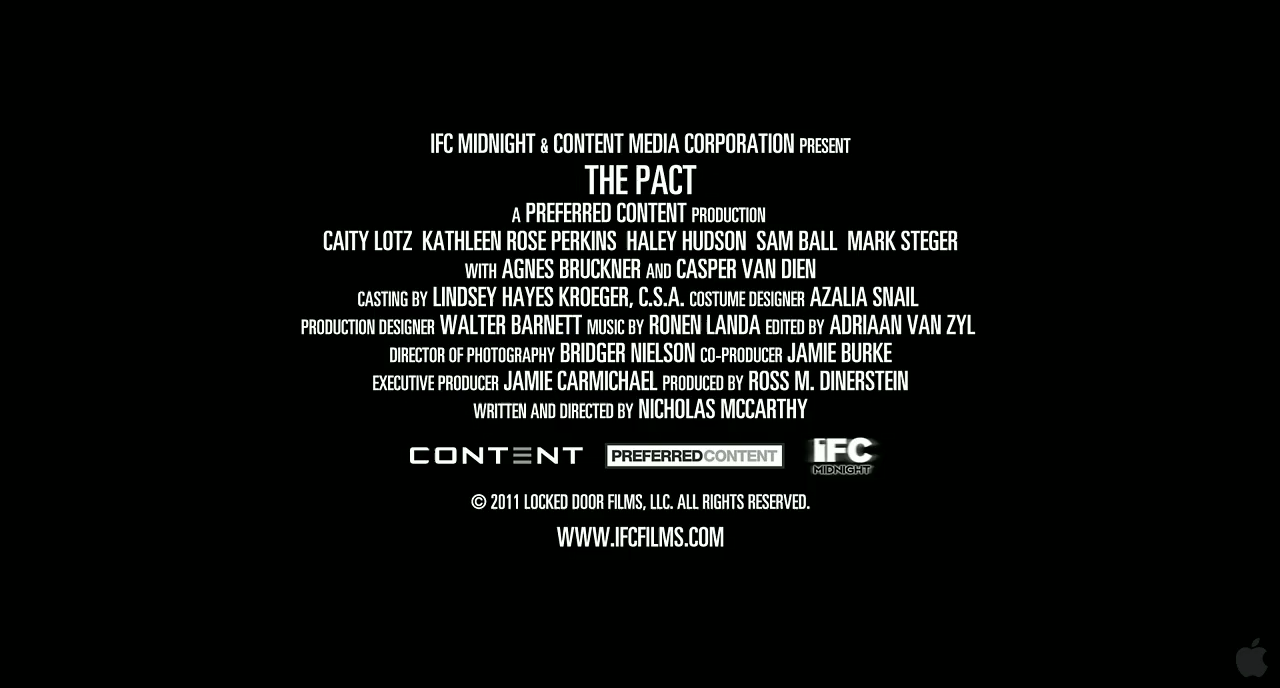 IFC MIDNIGHT & CONTENT MEDIA CORPORATION PRESENT
THE PACT
A PREFERRED CONTENT PRODUCTION
CAITY LOTZ KATHLEEN ROSE PERKINS HALEY HUDSON SAM BALL MARK STEGER
WITH AGNES BRUCKNER AND CASPER VAN DIEN
CASTING BY LINDSEY HAYES KROEGER, C.S.A. COSTUME DESIGNER AZALIA SNAIL
PRODUCTION DESIGNER WALTER BARNETT MUSIC BY RONEN LANDA EDITED BY ADRIAAN VAN ZYL
DIRECTOR OF PHOTOGRAPHY BRIDGER NIELSON CO-PRODUCER JAMIE BURKE
EXECUTIVE PRODUCER JAMIE CARMICHAEL PRODUCED BY ROSS M. DINERSTEIN
WRITTEN AND DIRECTED BY NICHOLAS MCCARTHY
CONTENT PREFERREDCONTENT iFC MIDNIGHT
© 2011 LOCKED DOOR FILMS, LLC. ALL RIGHTS RESERVED.
WWW.IFCFILMS.COM